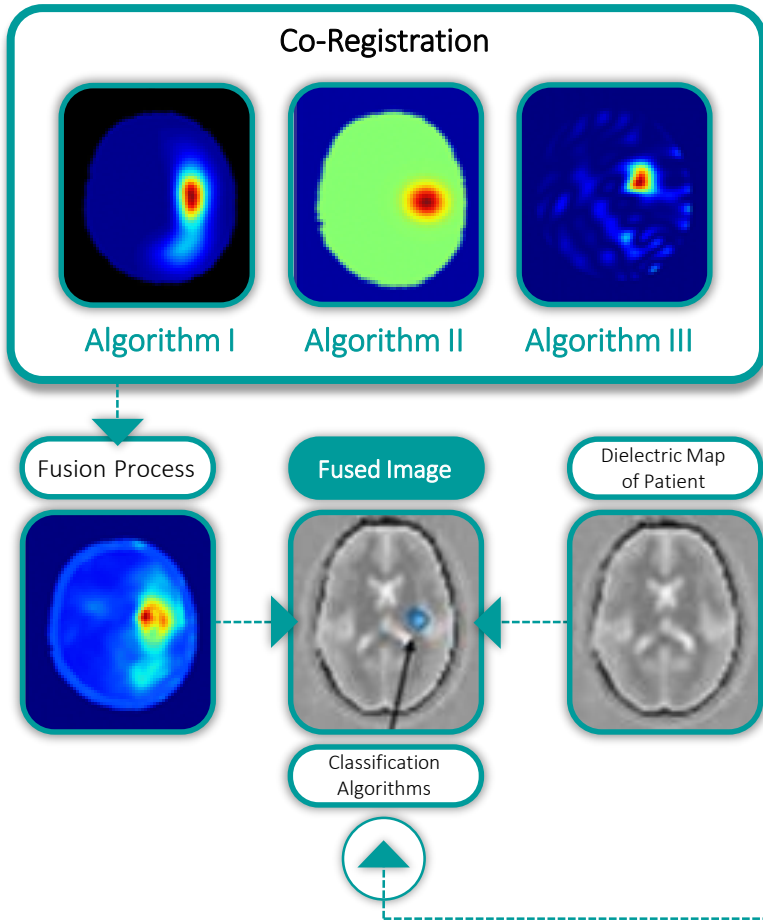 Co-Registration
Algorithm I
Algorithm II
Algorithm III
Fusion Process
Fused Image
Dielectric Map
of Patient
Classification
Algorithms